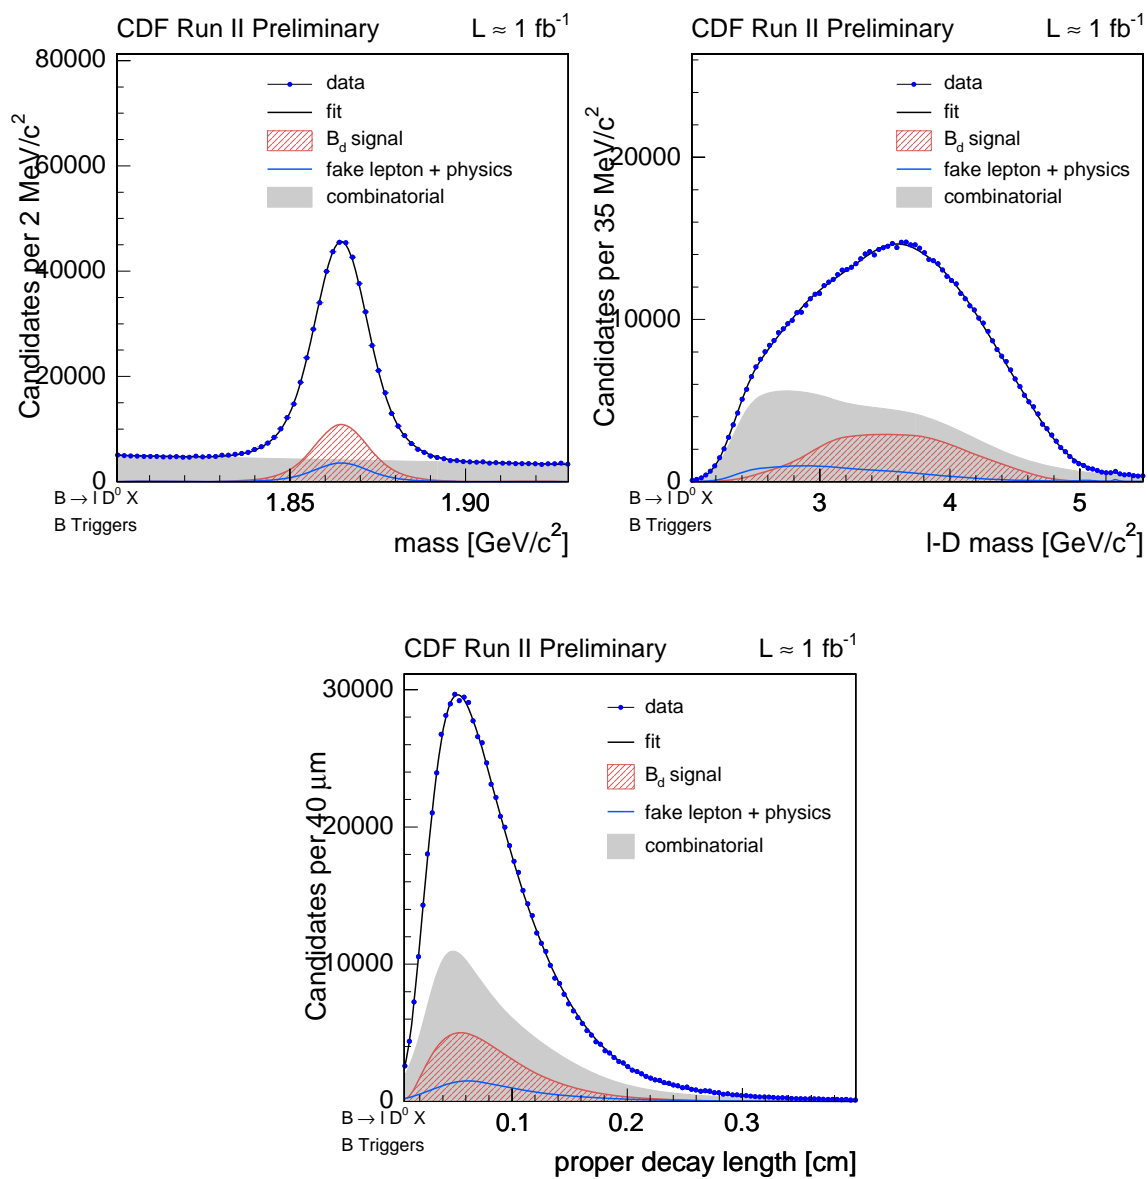 CDF Run II Preliminary L ≈ 1 fb⁻¹
Candidates per 2 MeV/c²
80000
60000
40000
20000
0
data
fit
B_d signal
fake lepton + physics
combinatorial
1.85 1.90
B → l D⁰ X
B Triggers
mass [GeV/c²]
CDF Run II Preliminary L ≈ 1 fb⁻¹
Candidates per 35 MeV/c²
20000
10000
0
data
fit
B_d signal
fake lepton + physics
combinatorial
3 4 5
B → l D⁰ X
B Triggers
l-D mass [GeV/c²]
CDF Run II Preliminary L ≈ 1 fb⁻¹
Candidates per 40 μm
30000
20000
10000
0
data
fit
B_d signal
fake lepton + physics
combinatorial
0.1 0.2 0.3
B → l D⁰ X
B Triggers
proper decay length [cm]